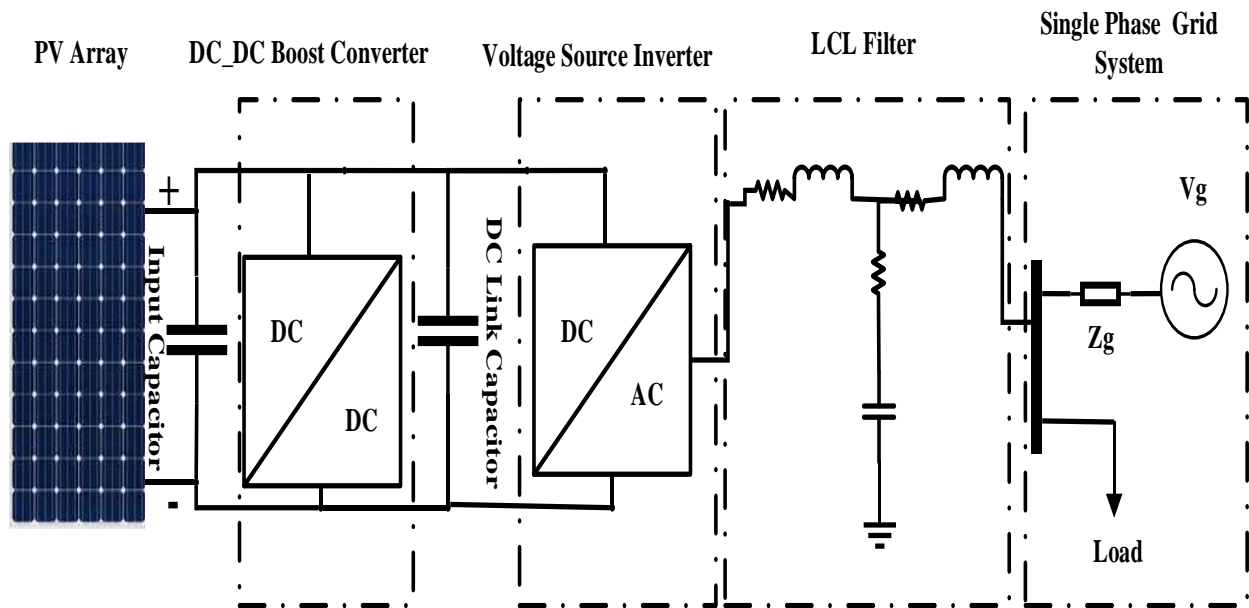 PV Array
DC_DC Boost Converter
Voltage Source Inverter
LCL Filter
Single Phase Grid
System
+
Input Capacitor
-
DC
DC
DC Link Capacitor
DC
AC
Vg
Zg
Load